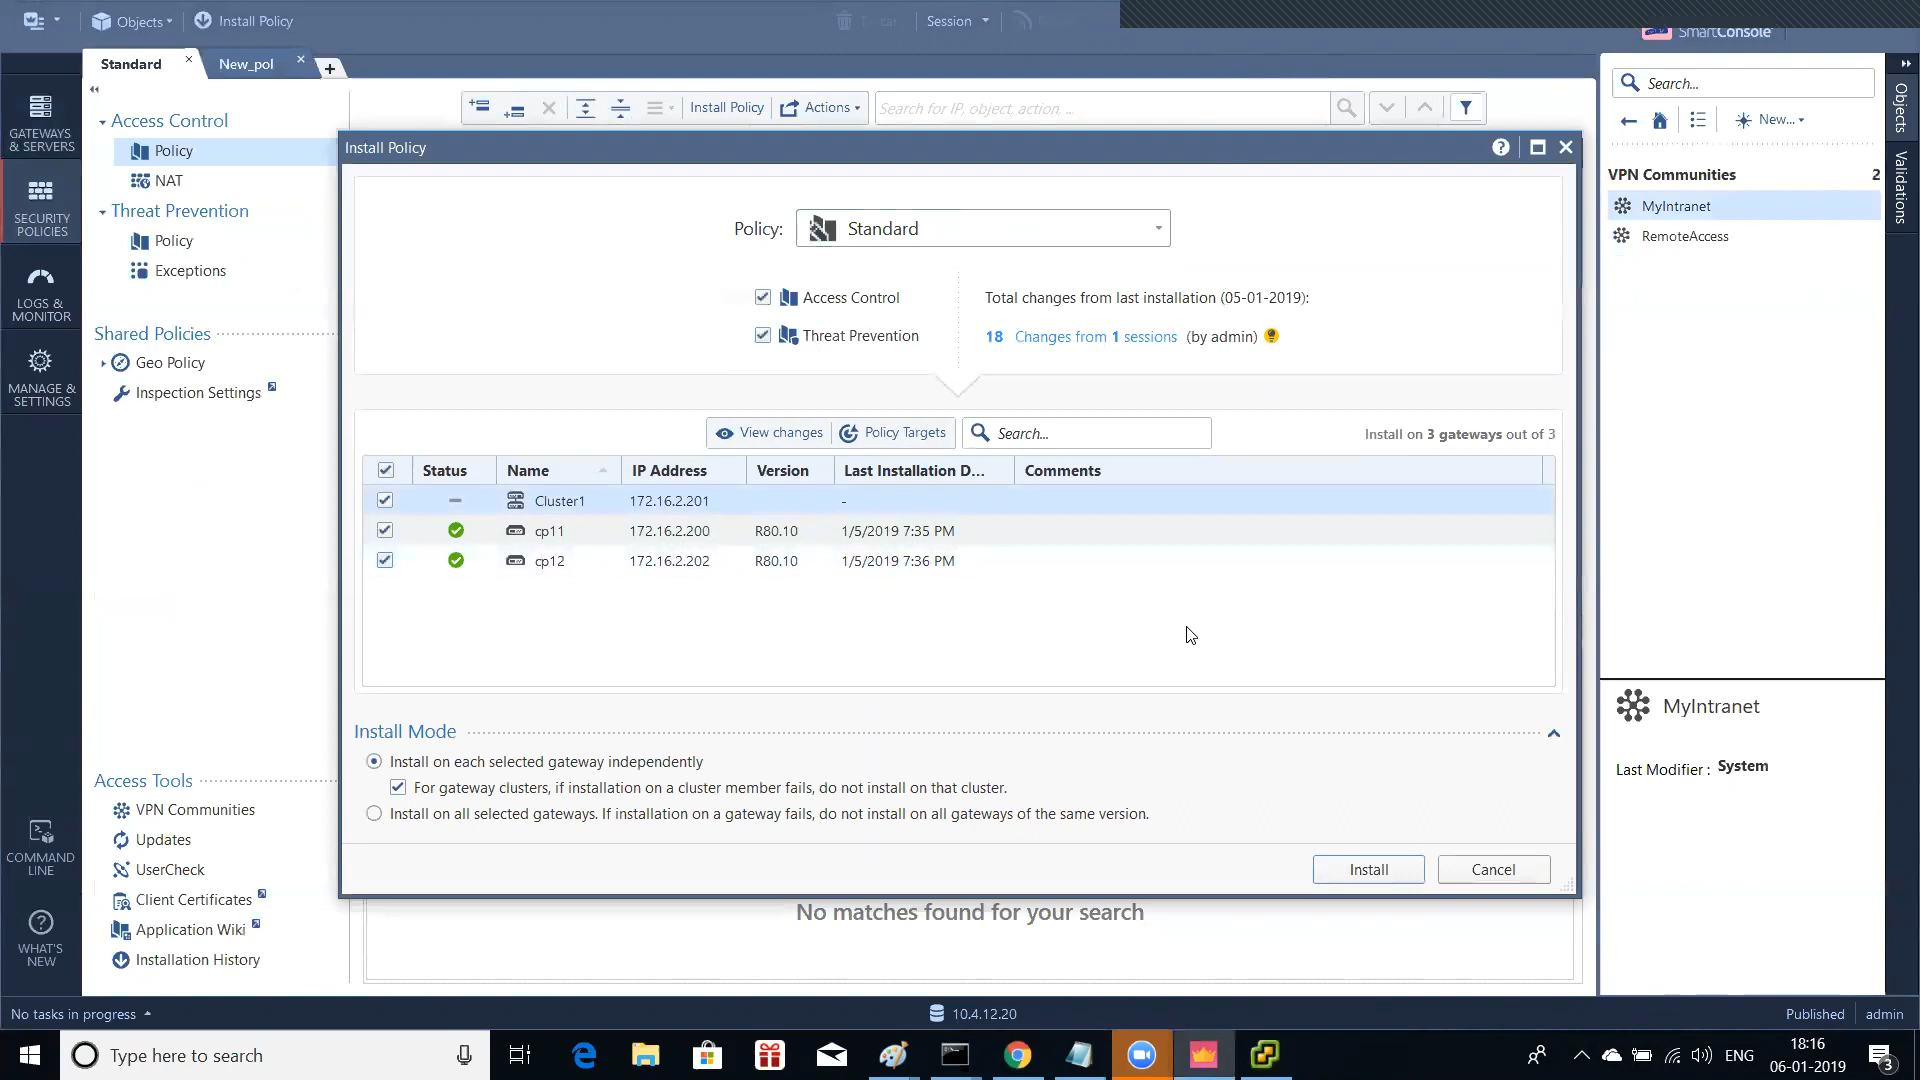 Objects
Install Policy
Session
SmartConsole
Standard
New_pol
GATEWAYS
& SERVERS
SECURITY
POLICIES
LOGS &
MONITOR
MANAGE &
SETTINGS
COMMAND
LINE
WHAT'S
NEW
Access Control
Policy
NAT
Threat Prevention
Policy
Exceptions
Shared Policies
Geo Policy
Inspection Settings
Access Tools
VPN Communities
Updates
UserCheck
Client Certificates
Application Wiki
Installation History
Install Policy
Actions
Search for IP, object, action, ...
Install Policy
Policy: Standard
Access Control
Threat Prevention
Total changes from last installation (05-01-2019):
18 Changes from 1 sessions (by admin)
View changes
Policy Targets
Search...
Install on 3 gateways out of 3
Status Name IP Address Version Last Installation D... Comments
Cluster1 172.16.2.201 -
cp11 172.16.2.200 R80.10 1/5/2019 7:35 PM
cp12 172.16.2.202 R80.10 1/5/2019 7:36 PM
Install Mode
Install on each selected gateway independently
For gateway clusters, if installation on a cluster member fails, do not install on that cluster.
Install on all selected gateways. If installation on a gateway fails, do not install on all gateways of the same version.
Install
Cancel
No matches found for your search
Search...
New...
VPN Communities 2
MyIntranet
RemoteAccess
MyIntranet
Last Modifier : System
Objects
Validations
No tasks in progress
10.4.12.20
Published
admin
Type here to search
ENG
18:16
06-01-2019
3